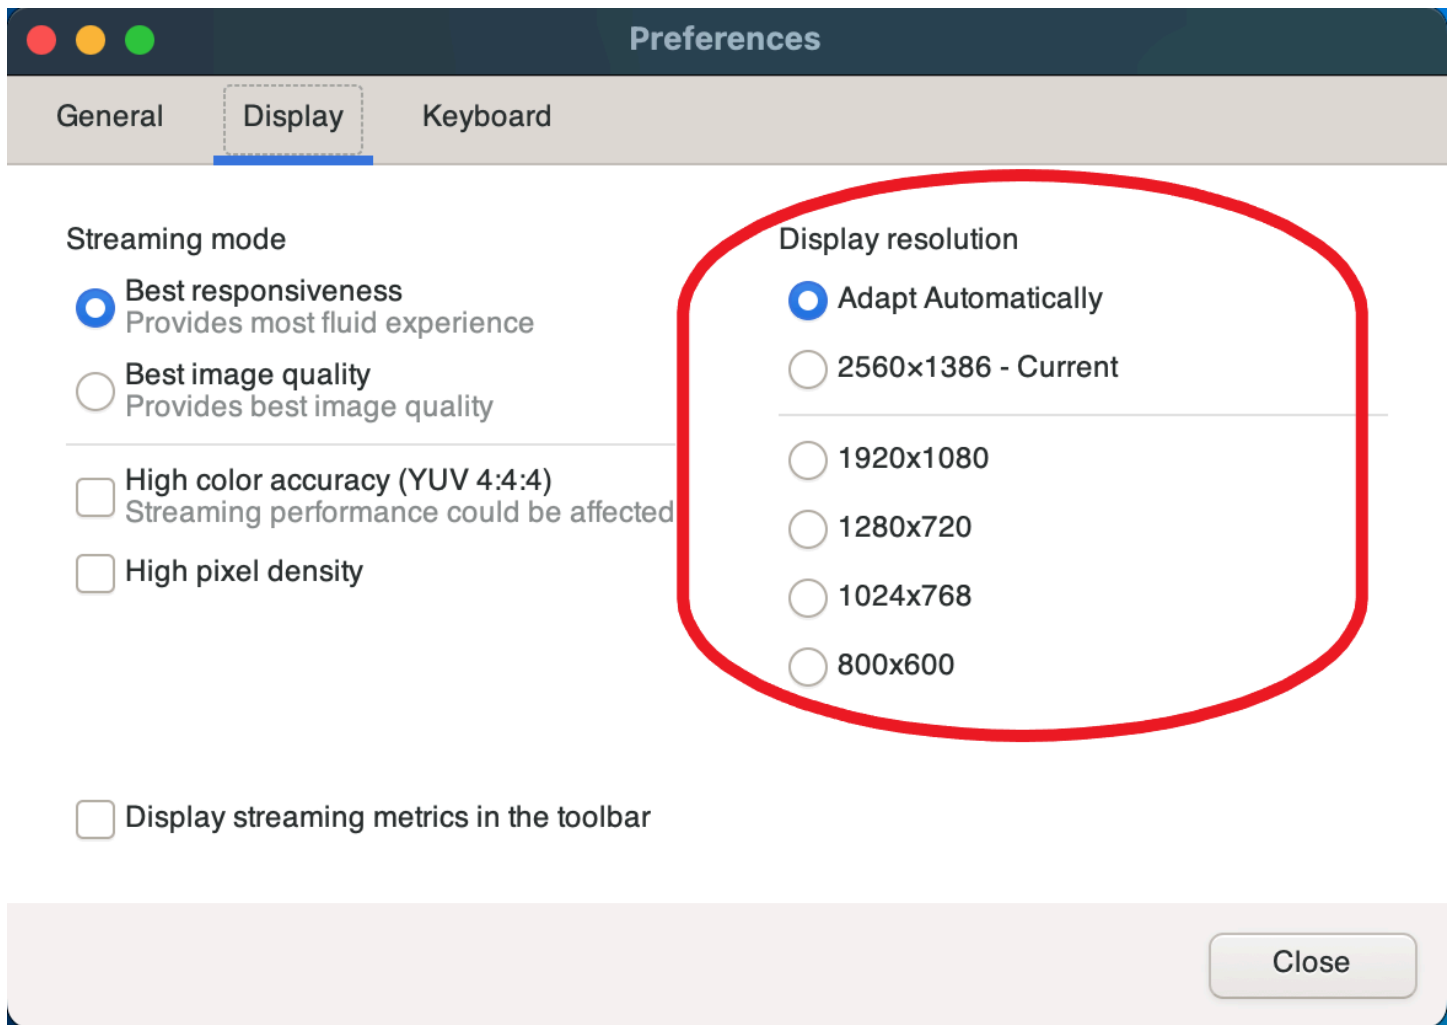 Preferences
General
Display
Keyboard
Streaming mode
Best responsiveness
Provides most fluid experience
Best image quality
Provides best image quality
High color accuracy (YUV 4:4:4)
Streaming performance could be affected
High pixel density
Display resolution
Adapt Automatically
2560×1386 - Current
1920x1080
1280x720
1024x768
800x600
Display streaming metrics in the toolbar
Close